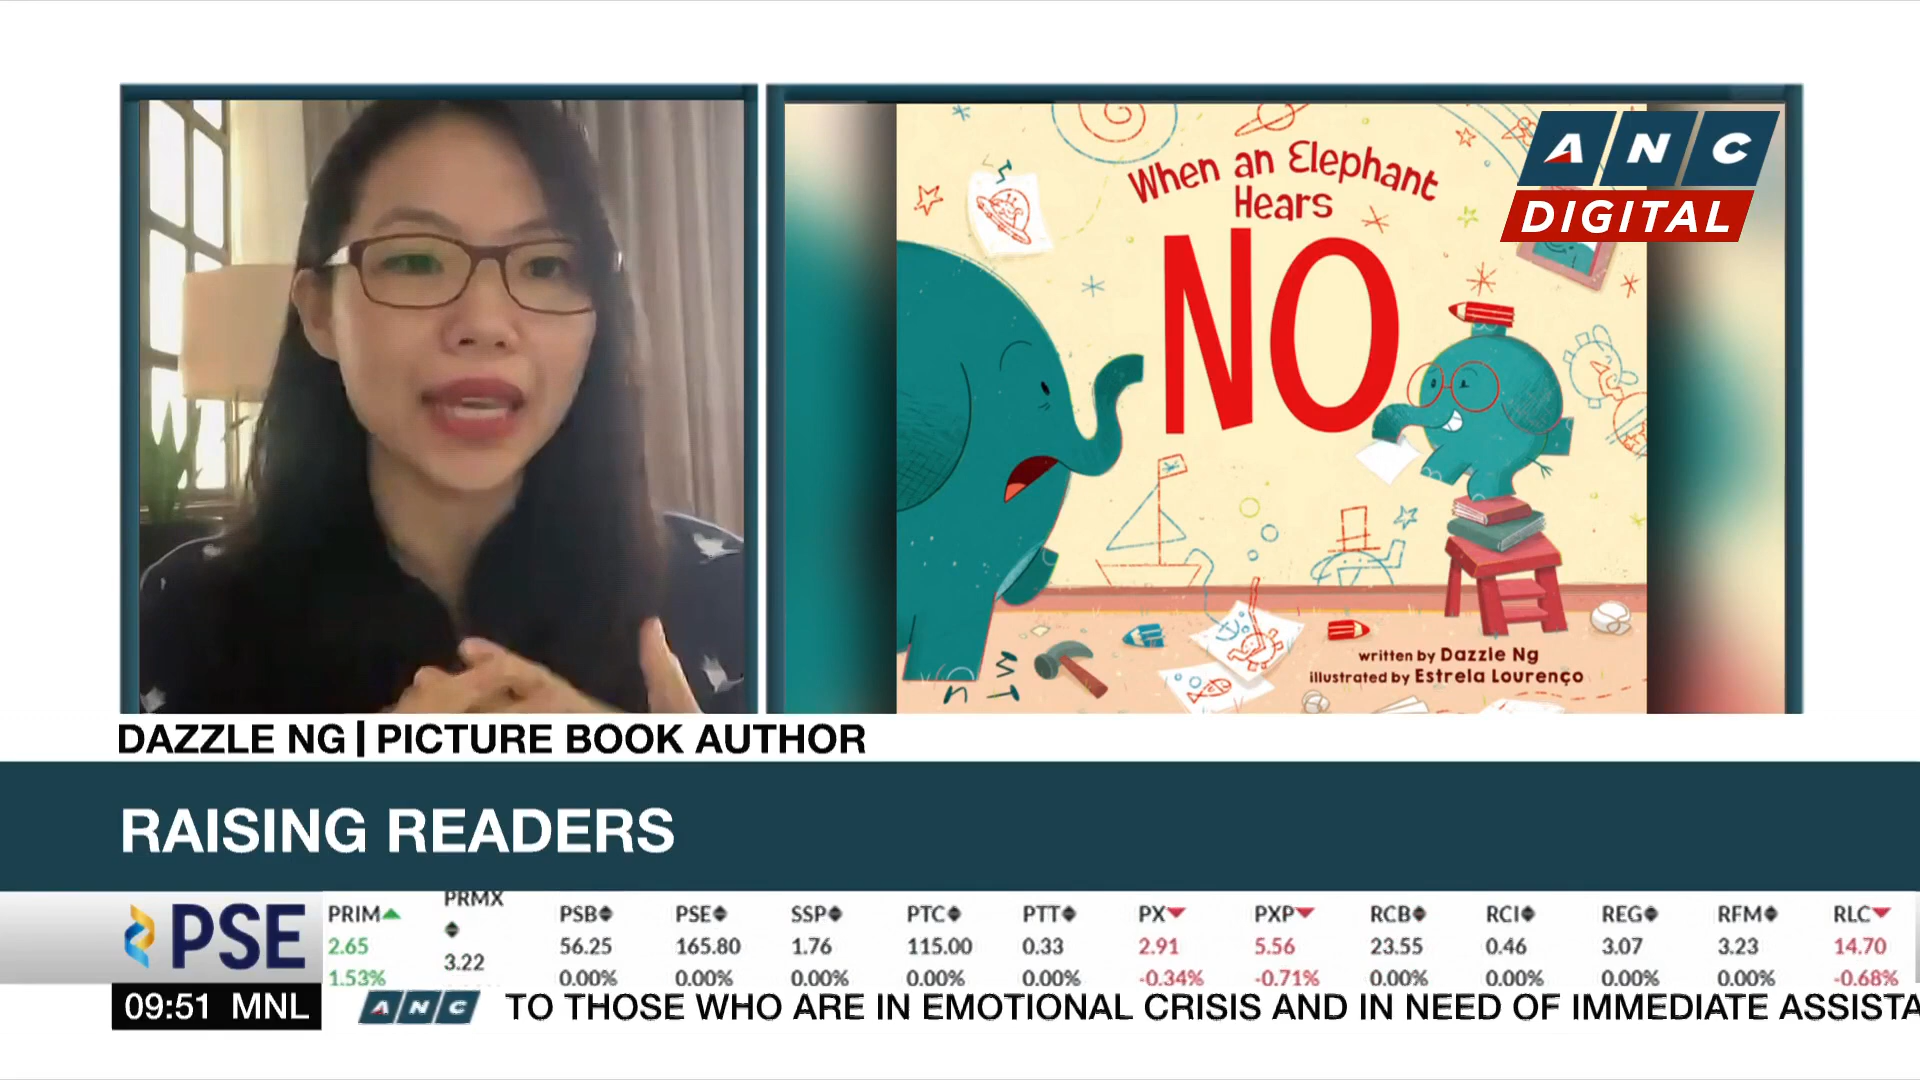 When an Elephant
Hears
NO
written by Dazzle Ng
illustrated by Estrela Lourenço
ANC
DIGITAL
DAZZLE NG | PICTURE BOOK AUTHOR
RAISING READERS
PSE
PRIM PRMX PSB PSE SSP PTC PTT PX PXP RCB RCI REG RFM RLC
2.65 3.22 56.25 165.80 1.76 115.00 0.33 2.91 5.56 23.55 0.46 3.07 3.23 14.70
1.53% 0.00% 0.00% 0.00% 0.00% 0.00% -0.34% -0.71% 0.00% 0.00% 0.00% 0.00% -0.68%
09:51 MNL ANC TO THOSE WHO ARE IN EMOTIONAL CRISIS AND IN NEED OF IMMEDIATE ASSISTA